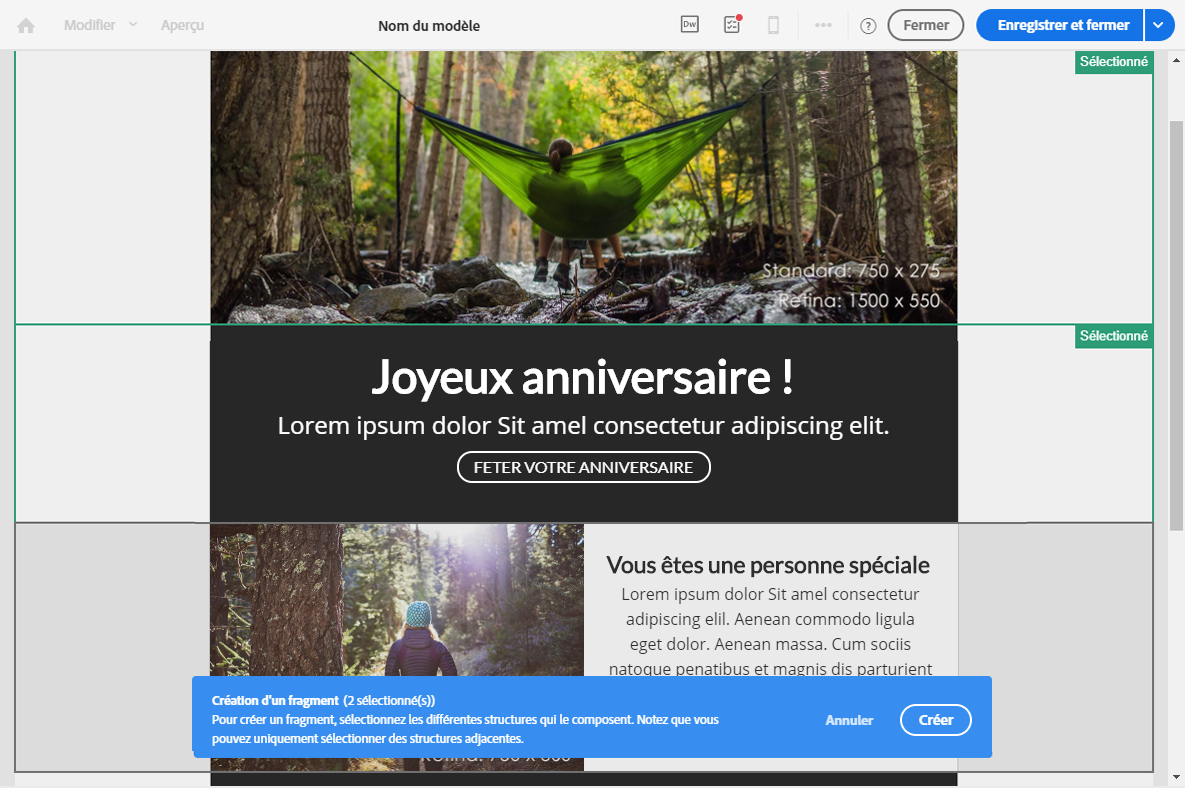 Modifier
Aperçu
Nom du modèle
Dw
?
Fermer
Enregistrer et fermer
Sélectionné
Standard: 750 x 275
Retina: 1500 x 550
Sélectionné
Joyeux anniversaire !
Lorem ipsum dolor Sit amel consectetur adipiscing elit.
FETER VOTRE ANNIVERSAIRE
Vous êtes une personne spéciale
Lorem ipsum dolor Sit amel consectetur
adipiscing elil. Aenean commodo ligula
eget dolor. Aenean massa. Cum sociis
natoque penatibus et magnis dis parturient
Création d'un fragment (2 sélectionné(s))
Pour créer un fragment, sélectionnez les différentes structures qui le composent. Notez que vous
pouvez uniquement sélectionner des structures adjacentes.
Annuler
Créer